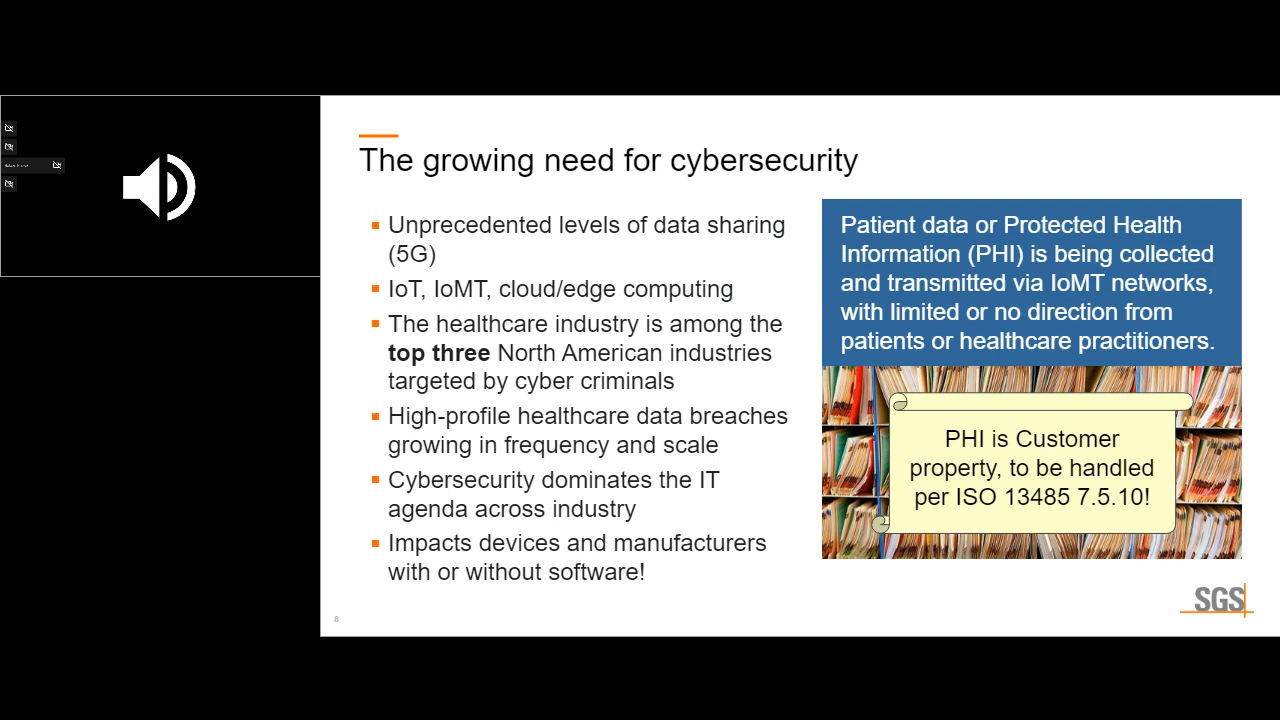 The growing need for cybersecurity
Unprecedented levels of data sharing
(5G)
IoT, IoMT, cloud/edge computing
The healthcare industry is among the
top three North American industries
targeted by cyber criminals
High-profile healthcare data breaches
growing in frequency and scale
Cybersecurity dominates the IT
agenda across industry
Impacts devices and manufacturers
with or without software!
Patient data or Protected Health
Information (PHI) is being collected
and transmitted via IoMT networks,
with limited or no direction from
patients or healthcare practitioners.
PHI is Customer
property, to be handled
per ISO 13485 7.5.10!
8
SGS